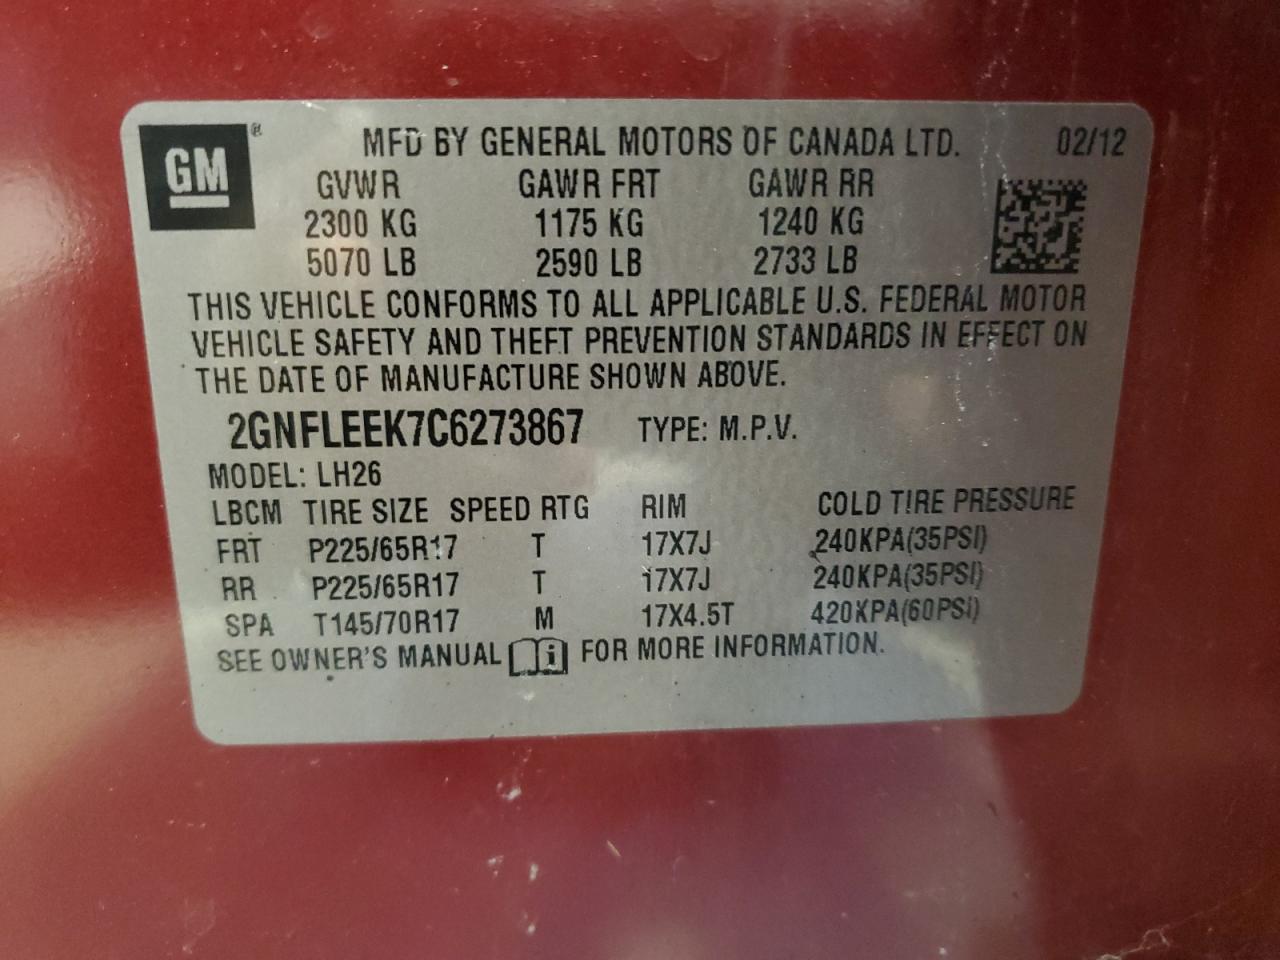 GM® MFD BY GENERAL MOTORS OF CANADA LTD. 02/12
GVWR GAWR FRT GAWR RR
2300 KG 1175 KG 1240 KG
5070 LB 2590 LB 2733 LB
THIS VEHICLE CONFORMS TO ALL APPLICABLE U.S. FEDERAL MOTOR
VEHICLE SAFETY AND THEFT PREVENTION STANDARDS IN EFFECT ON
THE DATE OF MANUFACTURE SHOWN ABOVE.
2GNFLEEK7C6273867 TYPE: M.P.V.
MODEL: LH26
LBCM TIRE SIZE SPEED RTG RIM COLD TIRE PRESSURE
FRT P225/65R17 T 17X7J 240KPA(35PSI)
RR P225/65R17 T 17X7J 240KPA(35PSI)
SPA T145/70R17 M 17X4.5T 420KPA(60PSI)
SEE OWNER'S MANUAL i FOR MORE INFORMATION.